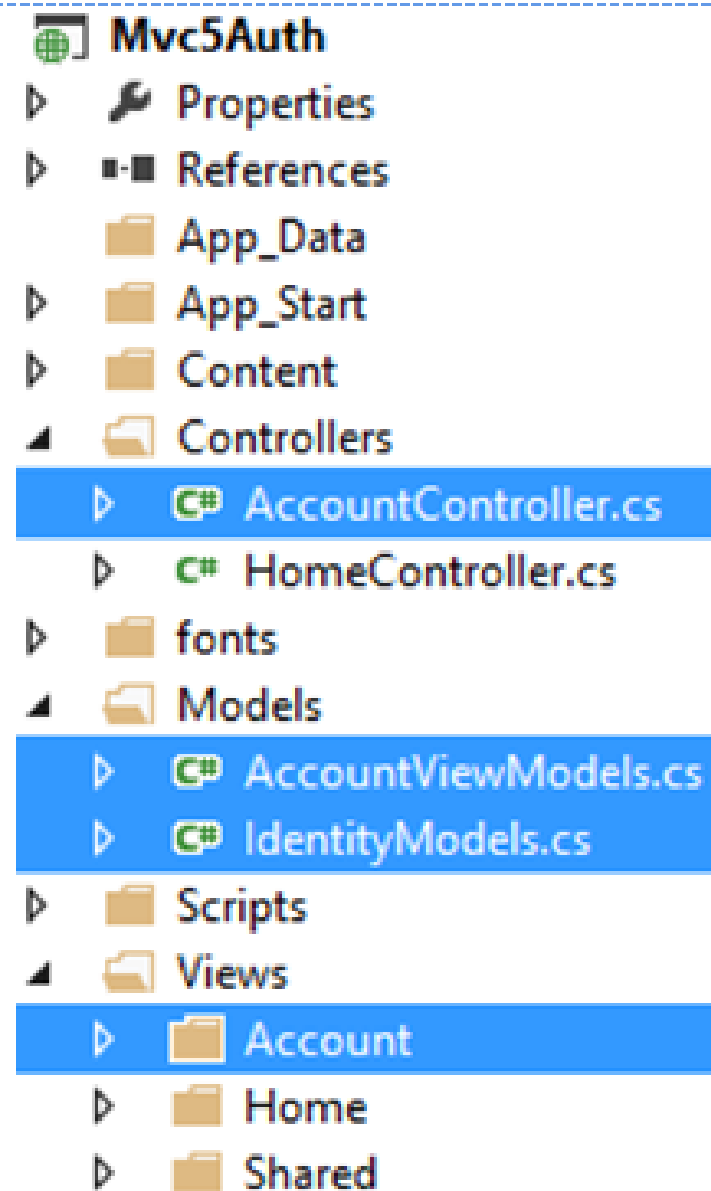 Mvc5Auth
Properties
References
App_Data
App_Start
Content
Controllers
C# AccountController.cs
C# HomeController.cs
fonts
Models
C# AccountViewModels.cs
C# IdentityModels.cs
Scripts
Views
Account
Home
Shared